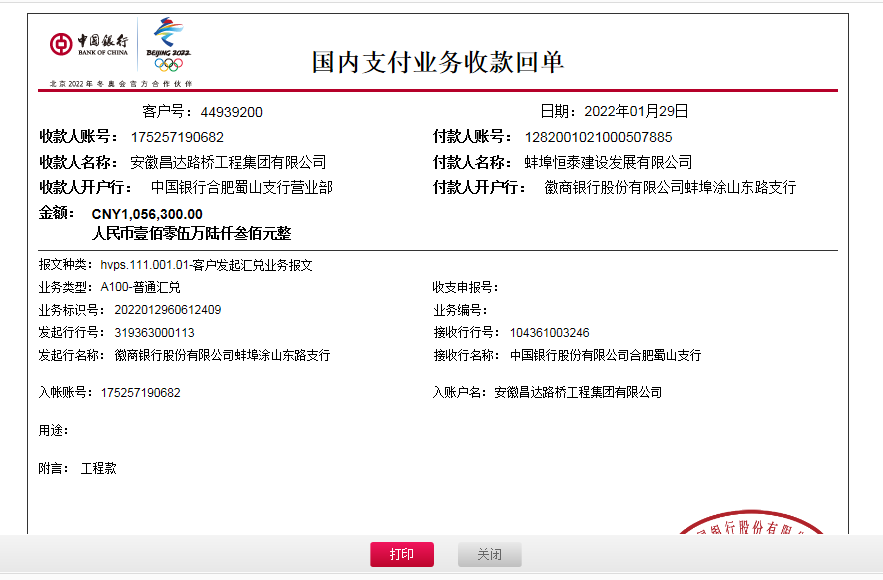 中国银行
BANK OF CHINA
BEIJING 2022
北京2022年冬奥会官方合作伙伴
国内支付业务收款回单
客户号：44939200 日期：2022年01月29日
收款人账号：175257190682 付款人账号：1282001021000507885
收款人名称：安徽昌达路桥工程集团有限公司 付款人名称：蚌埠恒泰建设发展有限公司
收款人开户行：中国银行合肥蜀山支行营业部 付款人开户行：徽商银行股份有限公司蚌埠涂山东路支行
金额：CNY1,056,300.00
人民币壹佰零伍万陆仟叁佰元整
报文种类：hvps.111.001.01-客户发起汇兑业务报文
业务类型：A100-普通汇兑 收支申报号：
业务标识号：2022012960612409 业务编号：
发起行行号：319363000113 接收行行号：104361003246
发起行名称：徽商银行股份有限公司蚌埠涂山东路支行 接收行名称：中国银行股份有限公司合肥蜀山支行
入帐账号：175257190682 入账户名：安徽昌达路桥工程集团有限公司
用途：
附言：工程款
银行股份有限
打印 关闭